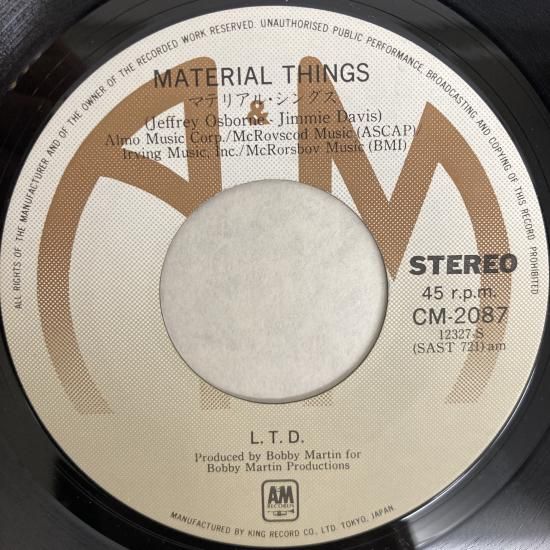 ALL RIGHTS OF THE MANUFACTURER AND OF THE OWNER OF THE RECORDED WORK RESERVED. UNAUTHORISED PUBLIC PERFORMANCE, BROADCASTING AND COPYING OF THIS RECORD PROHIBITED
MATERIAL THINGS
マテリアル・シングス
&
(Jeffrey Osborne - Jimmie Davis)
Almo Music Corp./McRovscod Music (ASCAP)
Irving Music, Inc./McRorsbov Music (BMI)
AM
STEREO
45 r.p.m.
CM-2087
12327-S
(SAST 721) am
L. T. D.
Produced by Bobby Martin for
Bobby Martin Productions
AM
RECORDS
MANUFACTURED BY KING RECORD CO., LTD. TOKYO, JAPAN.